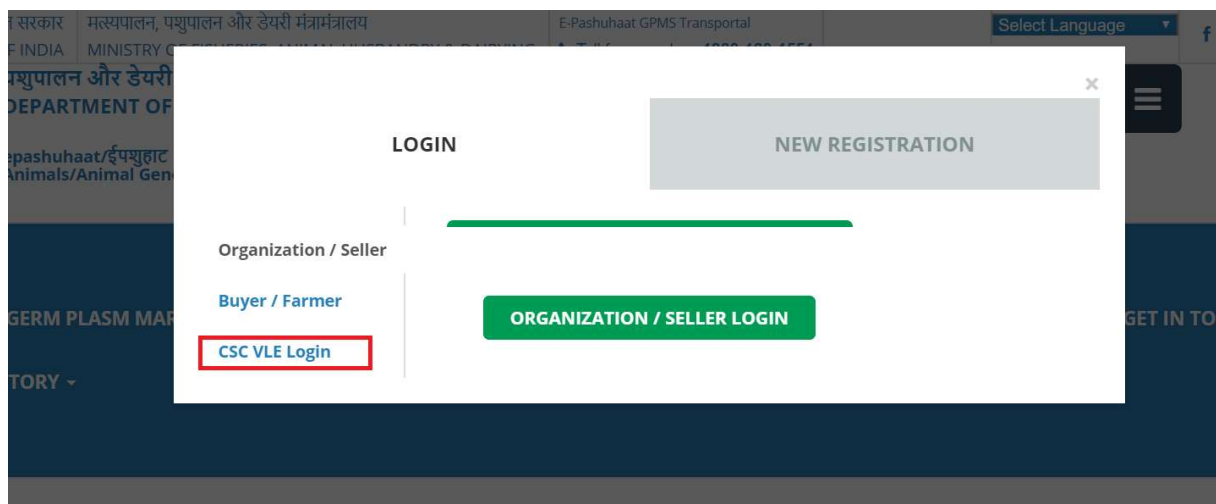 सरकार
मत्स्यपालन, पशुपालन और डेयरी मंत्रामंत्रालय
E-Pashuhaat GPMS Transportal
Select Language
INDIA
MINISTRY
पशुपालन और डेयरी
DEPARTMENT OF
epashuhaat/ईपशुहाट
Animals/Animal Gen
×
LOGIN
NEW REGISTRATION
Organization / Seller
Buyer / Farmer
CSC VLE Login
ORGANIZATION / SELLER LOGIN
GERM PLASM MAR
GET IN TO
TORY